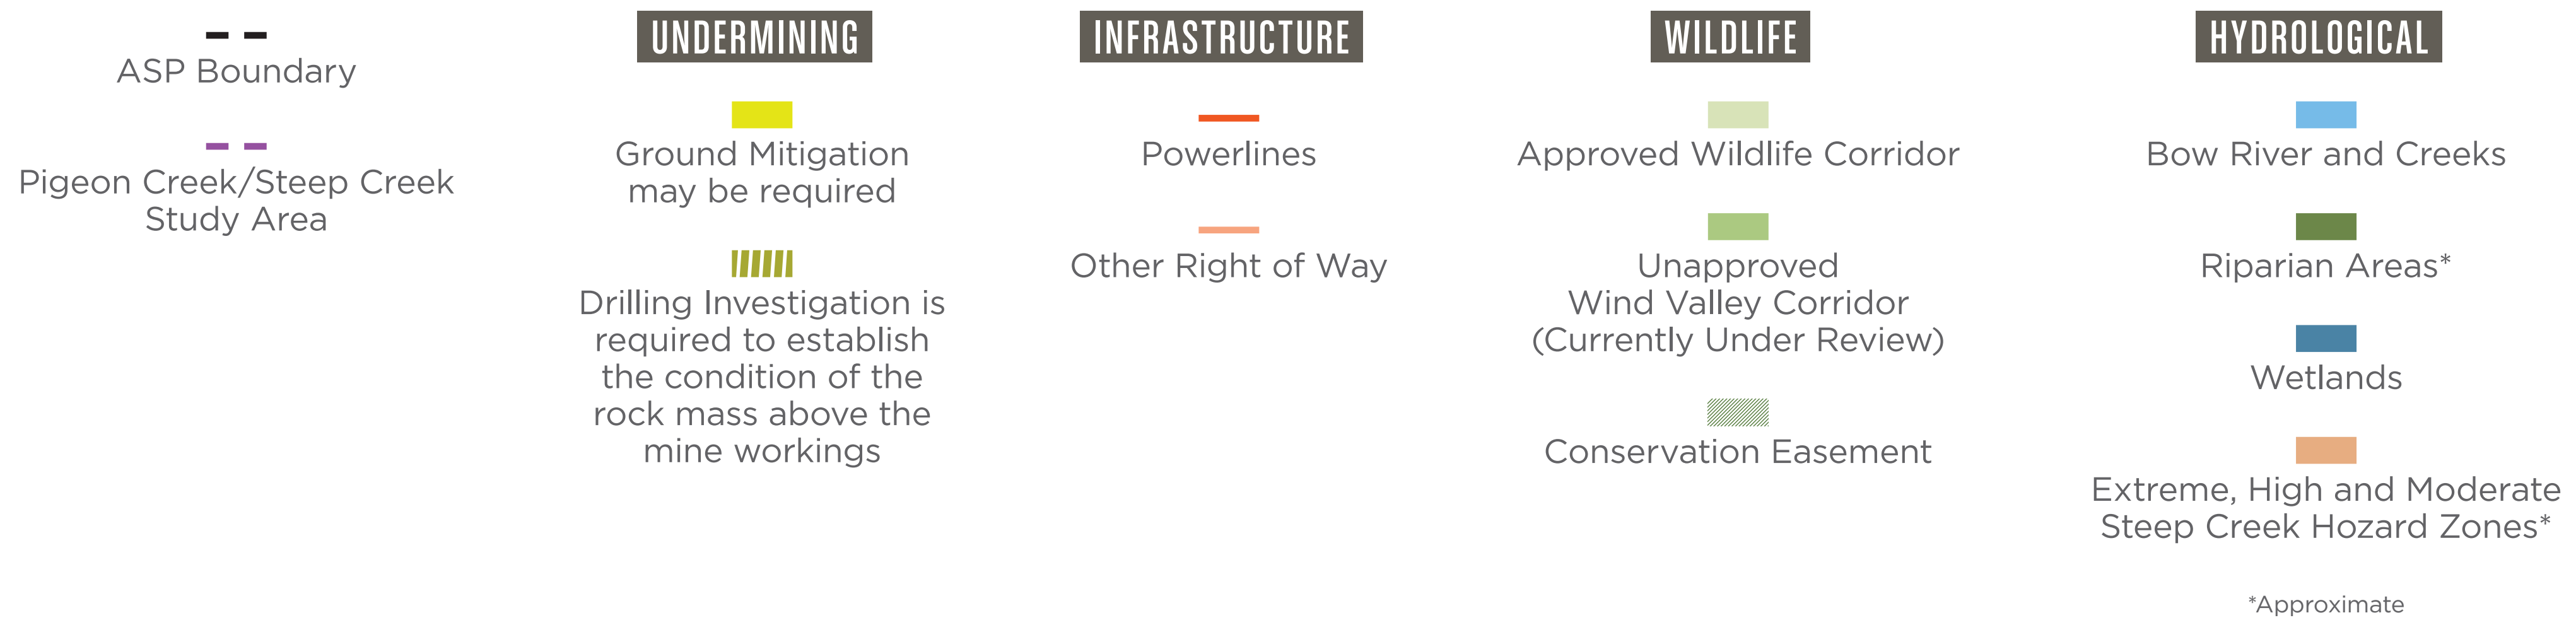 ASP Boundary
Pigeon Creek/Steep Creek
Study Area
UNDERMINING
Ground Mitigation
may be required
Drilling Investigation is
required to establish
the condition of the
rock mass above the
mine workings
INFRASTRUCTURE
Powerlines
Other Right of Way
WILDLIFE
Approved Wildlife Corridor
Unapproved
Wind Valley Corridor
(Currently Under Review)
Conservation Easement
HYDROLOGICAL
Bow River and Creeks
Riparian Areas*
Wetlands
Extreme, High and Moderate
Steep Creek Hozard Zones*
*Approximate